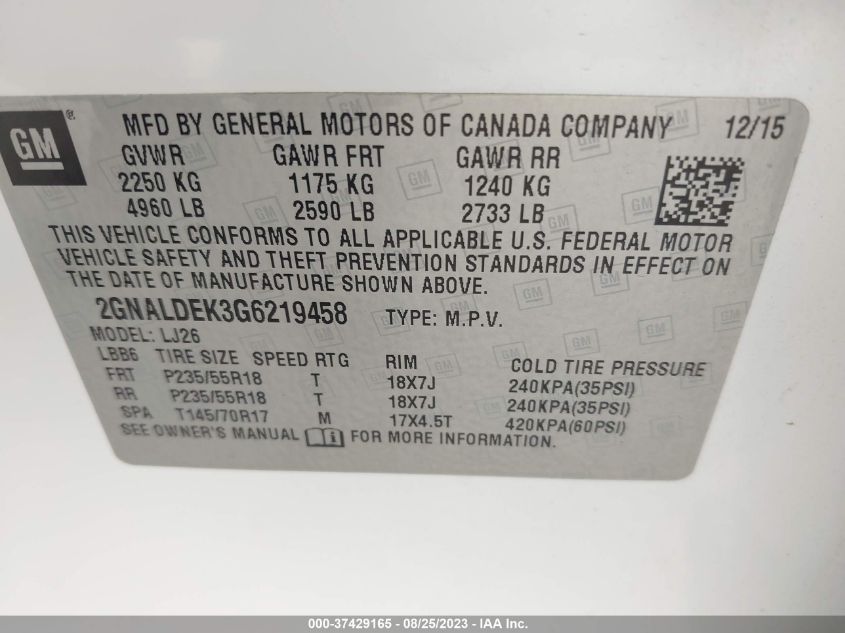 GM ®
MFD BY GENERAL MOTORS OF CANADA COMPANY 12/15
GVWR GAWR FRT GAWR RR
2250 KG 1175 KG 1240 KG
4960 LB 2590 LB 2733 LB
THIS VEHICLE CONFORMS TO ALL APPLICABLE U.S. FEDERAL MOTOR
VEHICLE SAFETY AND THEFT PREVENTION STANDARDS IN EFFECT ON
THE DATE OF MANUFACTURE SHOWN ABOVE.
2GNALDEK3G6219458 TYPE: M.P.V.
MODEL: LJ26
LBB6 TIRE SIZE SPEED RTG RIM COLD TIRE PRESSURE
FRT P235/55R18 T 18X7J 240KPA(35PSI)
RR P235/55R18 T 18X7J 240KPA(35PSI)
SPA T145/70R17 M 17X4.5T 420KPA(60PSI)
SEE OWNER'S MANUAL FOR MORE INFORMATION.
000-37429165 - 08/25/2023 - IAA Inc.